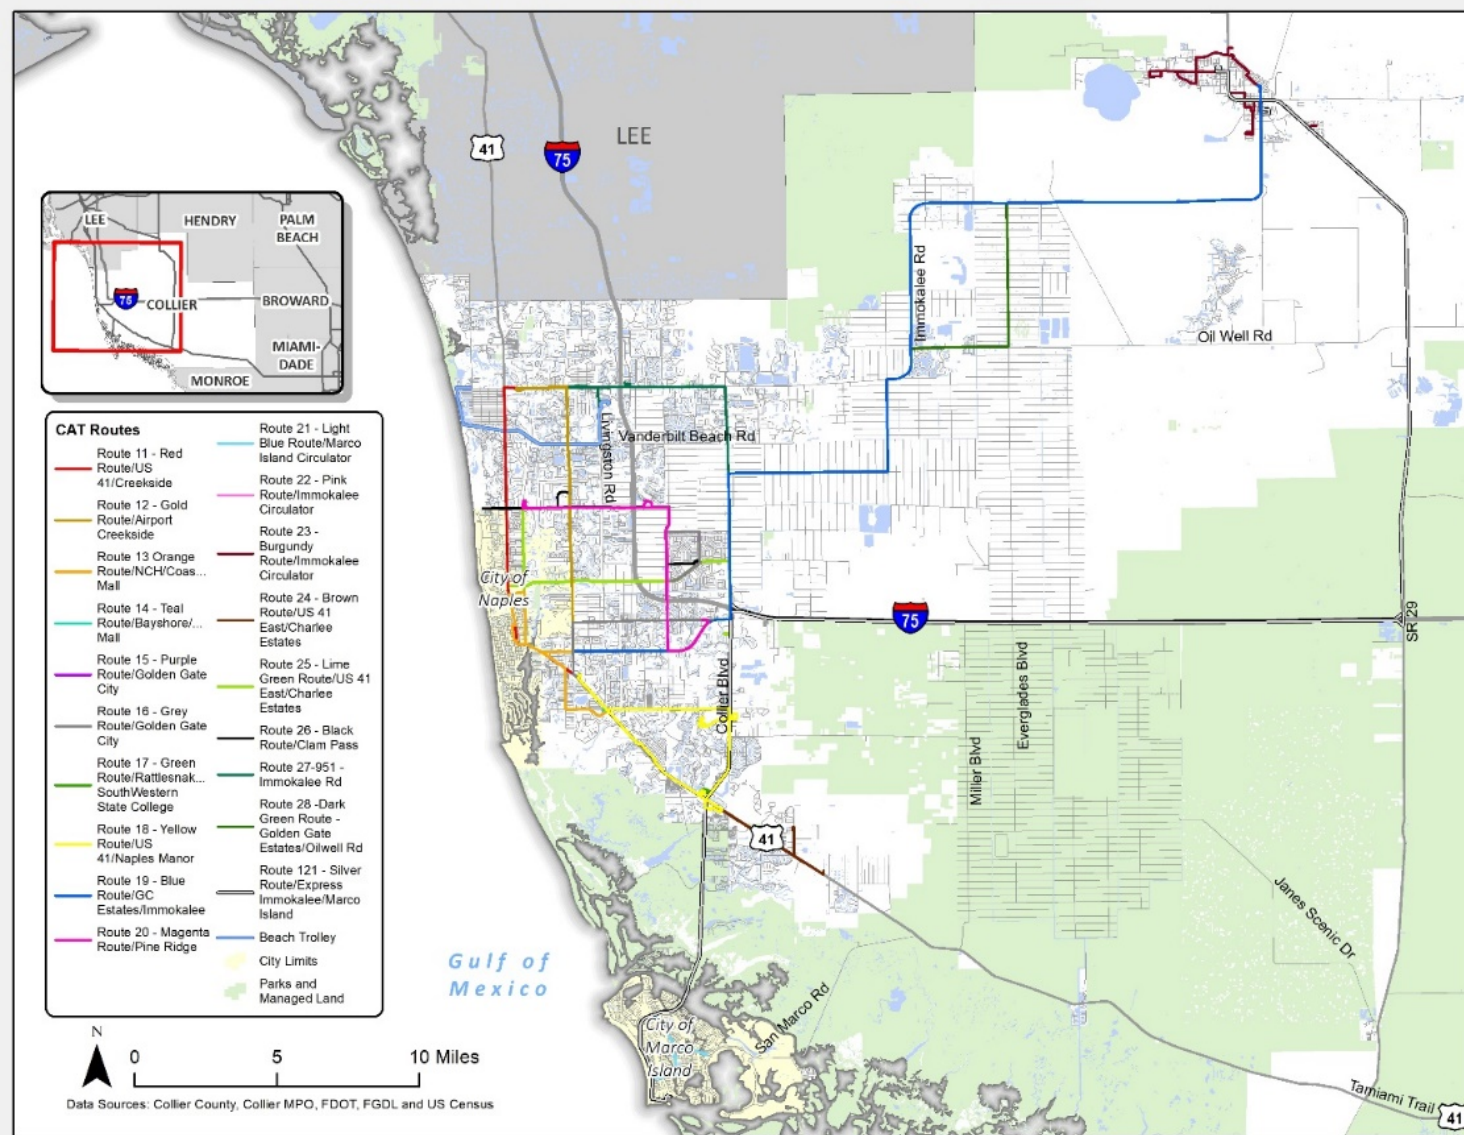 41
75
LEE
LEE
HENDRY
PALM
BEACH
75
COLLIER
BROWARD
MIAMI-
DADE
MONROE
Immokalee Rd
Oil Well Rd
Livingston Rd
Vanderbilt Beach Rd
City of
Naples
75
SR 29
Collier Blvd
Miller Blvd
Everglades Blvd
41
Janes Scenic Dr
San Marco Rd
City of
Marco
Island
Tamiami Trail
41
Gulf of
Mexico
CAT Routes
Route 11 - Red
Route/US
41/Creekside
Route 12 - Gold
Route/Airport
Creekside
Route 13 Orange
Route/NCH/Coas...
Mall
Route 14 - Teal
Route/Bayshore/...
Mall
Route 15 - Purple
Route/Golden Gate
City
Route 16 - Grey
Route/Golden Gate
City
Route 17 - Green
Route/Rattlesnak...
SouthWestern
State College
Route 18 - Yellow
Route/US
41/Naples Manor
Route 19 - Blue
Route/GC
Estates/Immokalee
Route 20 - Magenta
Route/Pine Ridge
Route 21 - Light
Blue Route/Marco
Island Circulator
Route 22 - Pink
Route/Immokalee
Circulator
Route 23 -
Burgundy
Route/Immokalee
Circulator
Route 24 - Brown
Route/US 41
East/Charlee
Estates
Route 25 - Lime
Green Route/US 41
East/Charlee
Estates
Route 26 - Black
Route/Clam Pass
Route 27-951 -
Immokalee Rd
Route 28 -Dark
Green Route -
Golden Gate
Estates/Oilwell Rd
Route 121 - Silver
Route/Express
Immokalee/Marco
Island
Beach Trolley
City Limits
Parks and
Managed Land
N
0 5 10 Miles
Data Sources: Collier County, Collier MPO, FDOT, FGDL and US Census